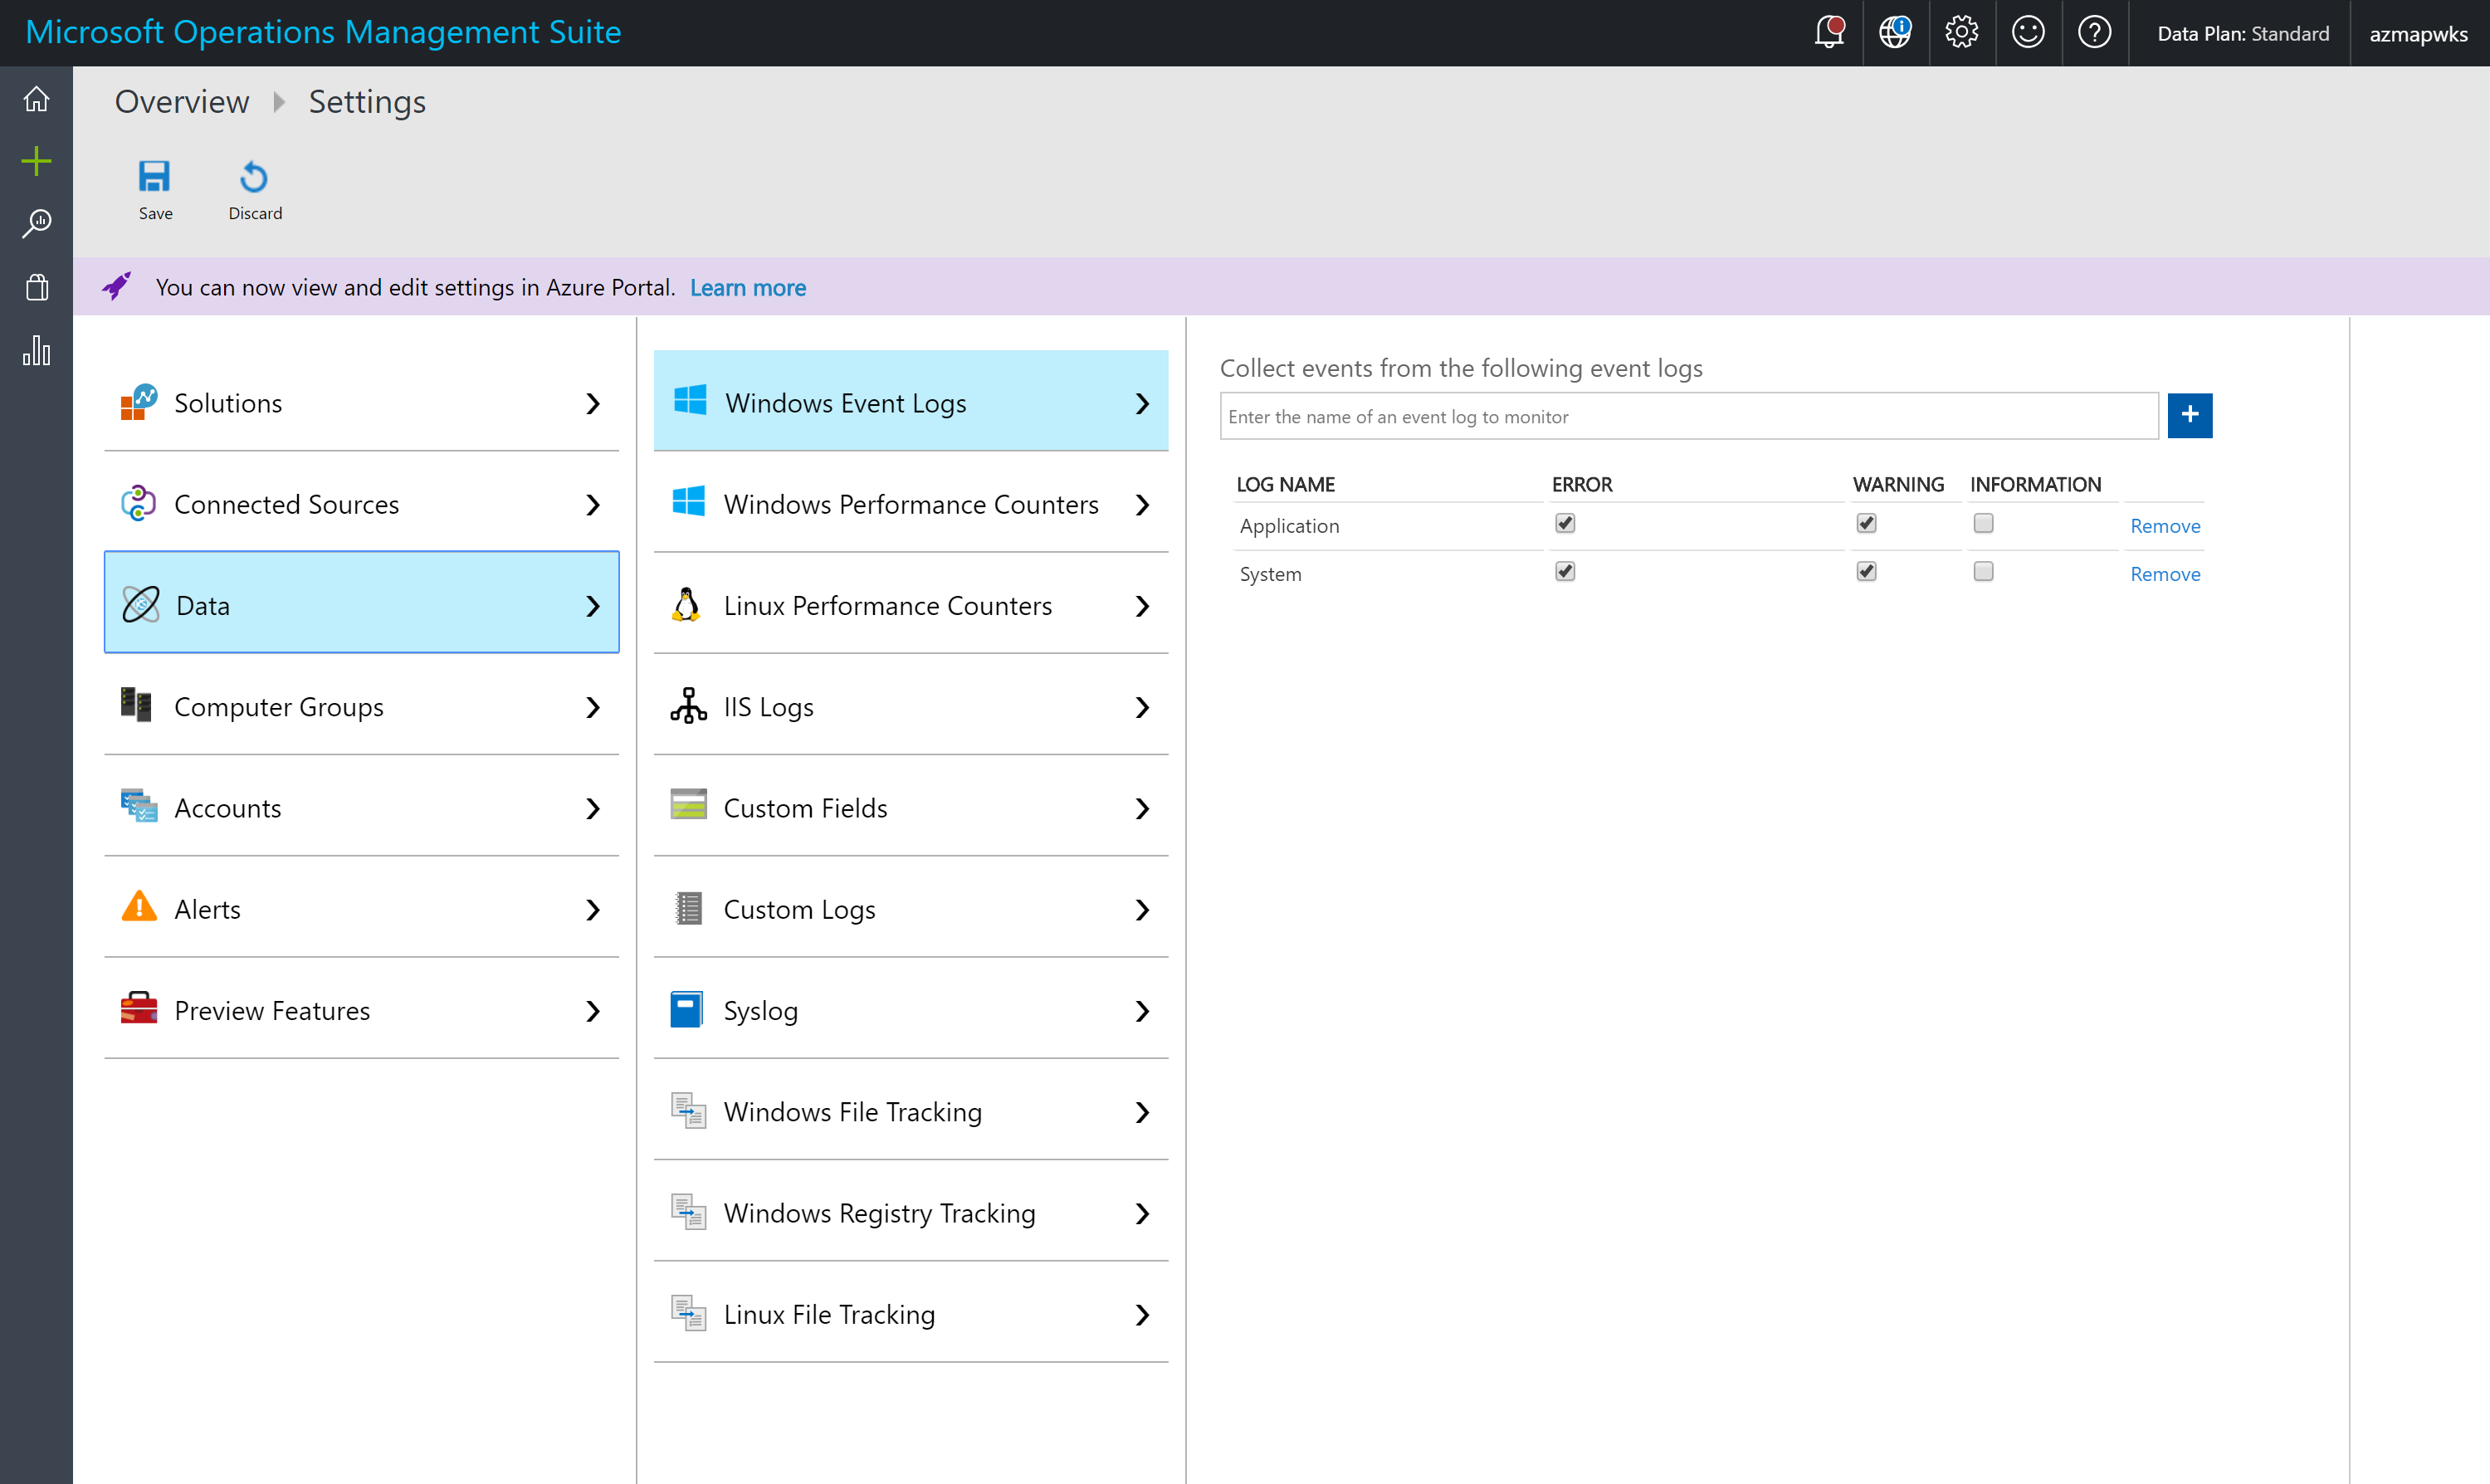 Microsoft Operations Management Suite
Data Plan: Standard
azmapwks
Overview
Settings
Save
Discard
You can now view and edit settings in Azure Portal. Learn more
Solutions
Connected Sources
Data
Computer Groups
Accounts
Alerts
Preview Features
Windows Event Logs
Windows Performance Counters
Linux Performance Counters
IIS Logs
Custom Fields
Custom Logs
Syslog
Windows File Tracking
Windows Registry Tracking
Linux File Tracking
Collect events from the following event logs
Enter the name of an event log to monitor
LOG NAME ERROR WARNING INFORMATION
Application Remove
System Remove